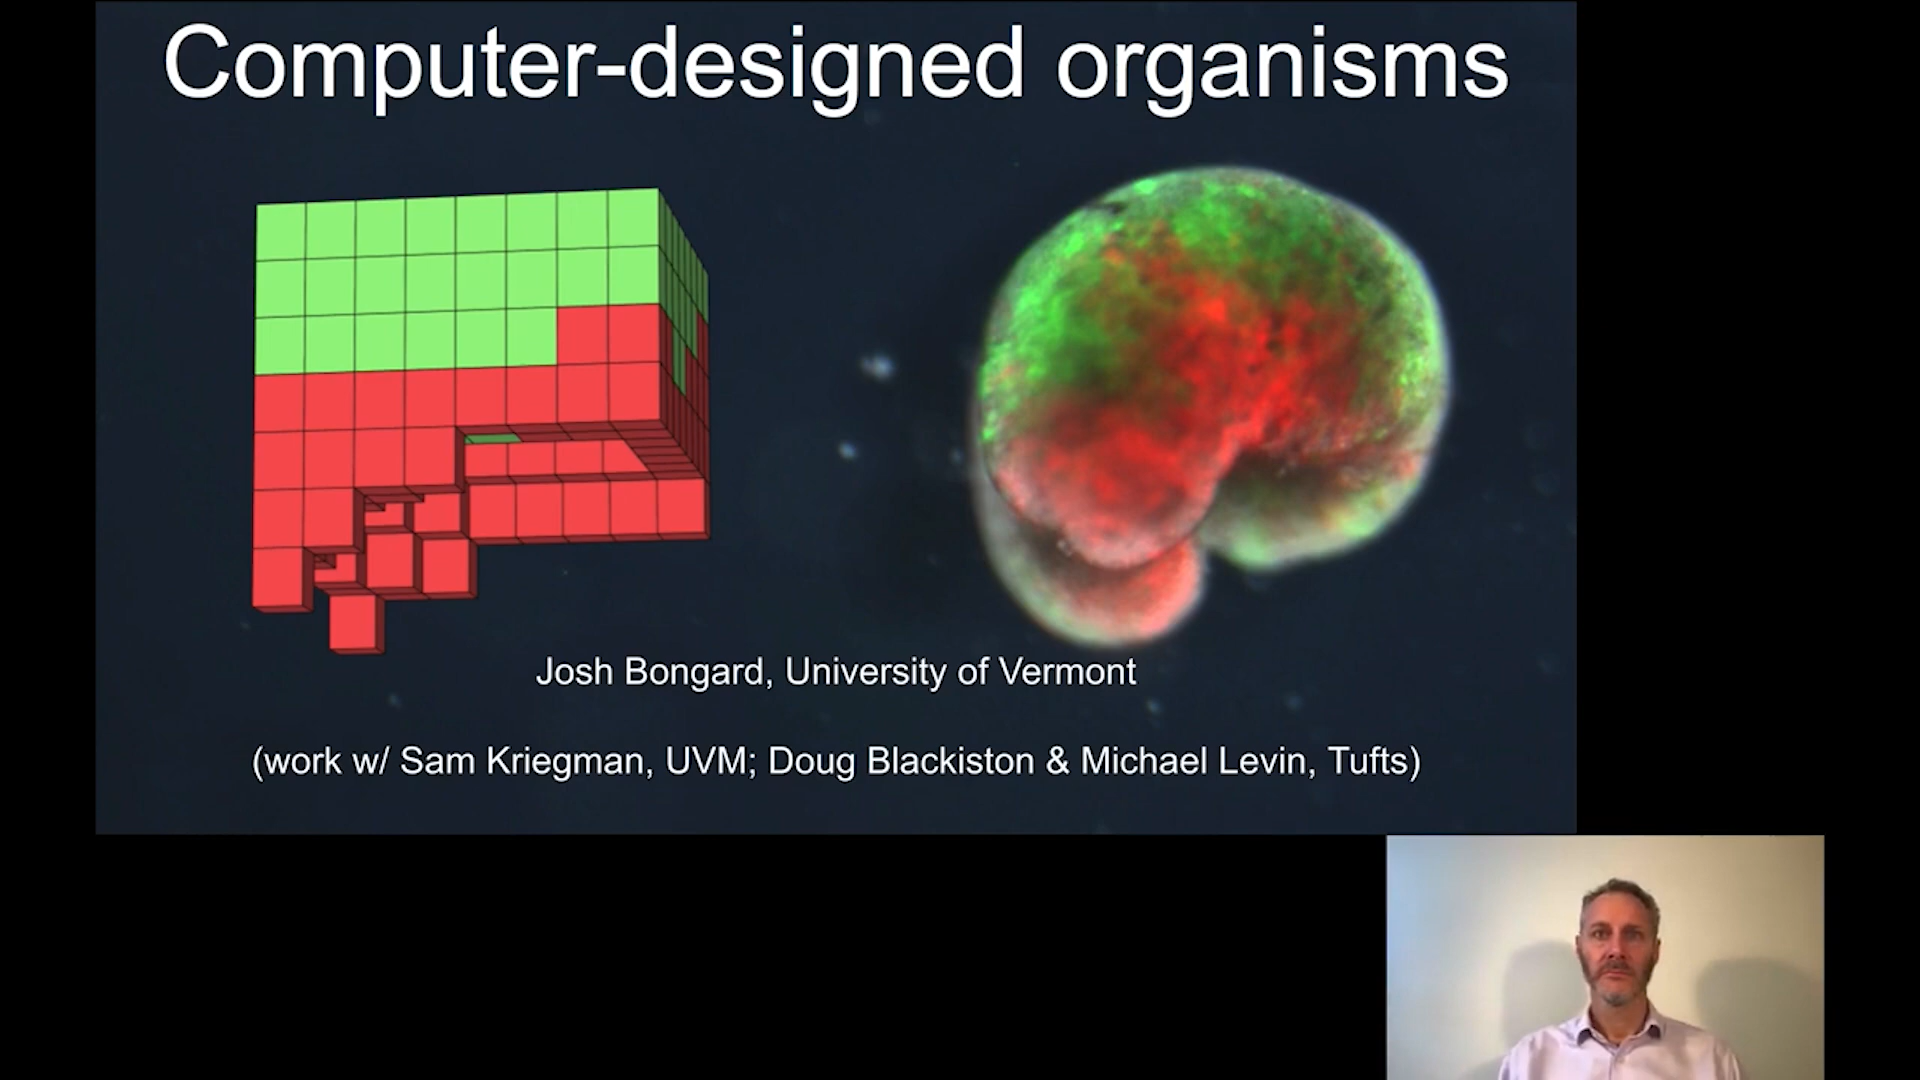 Computer-designed organisms
Josh Bongard, University of Vermont
(work w/ Sam Kriegman, UVM; Doug Blackiston & Michael Levin, Tufts)